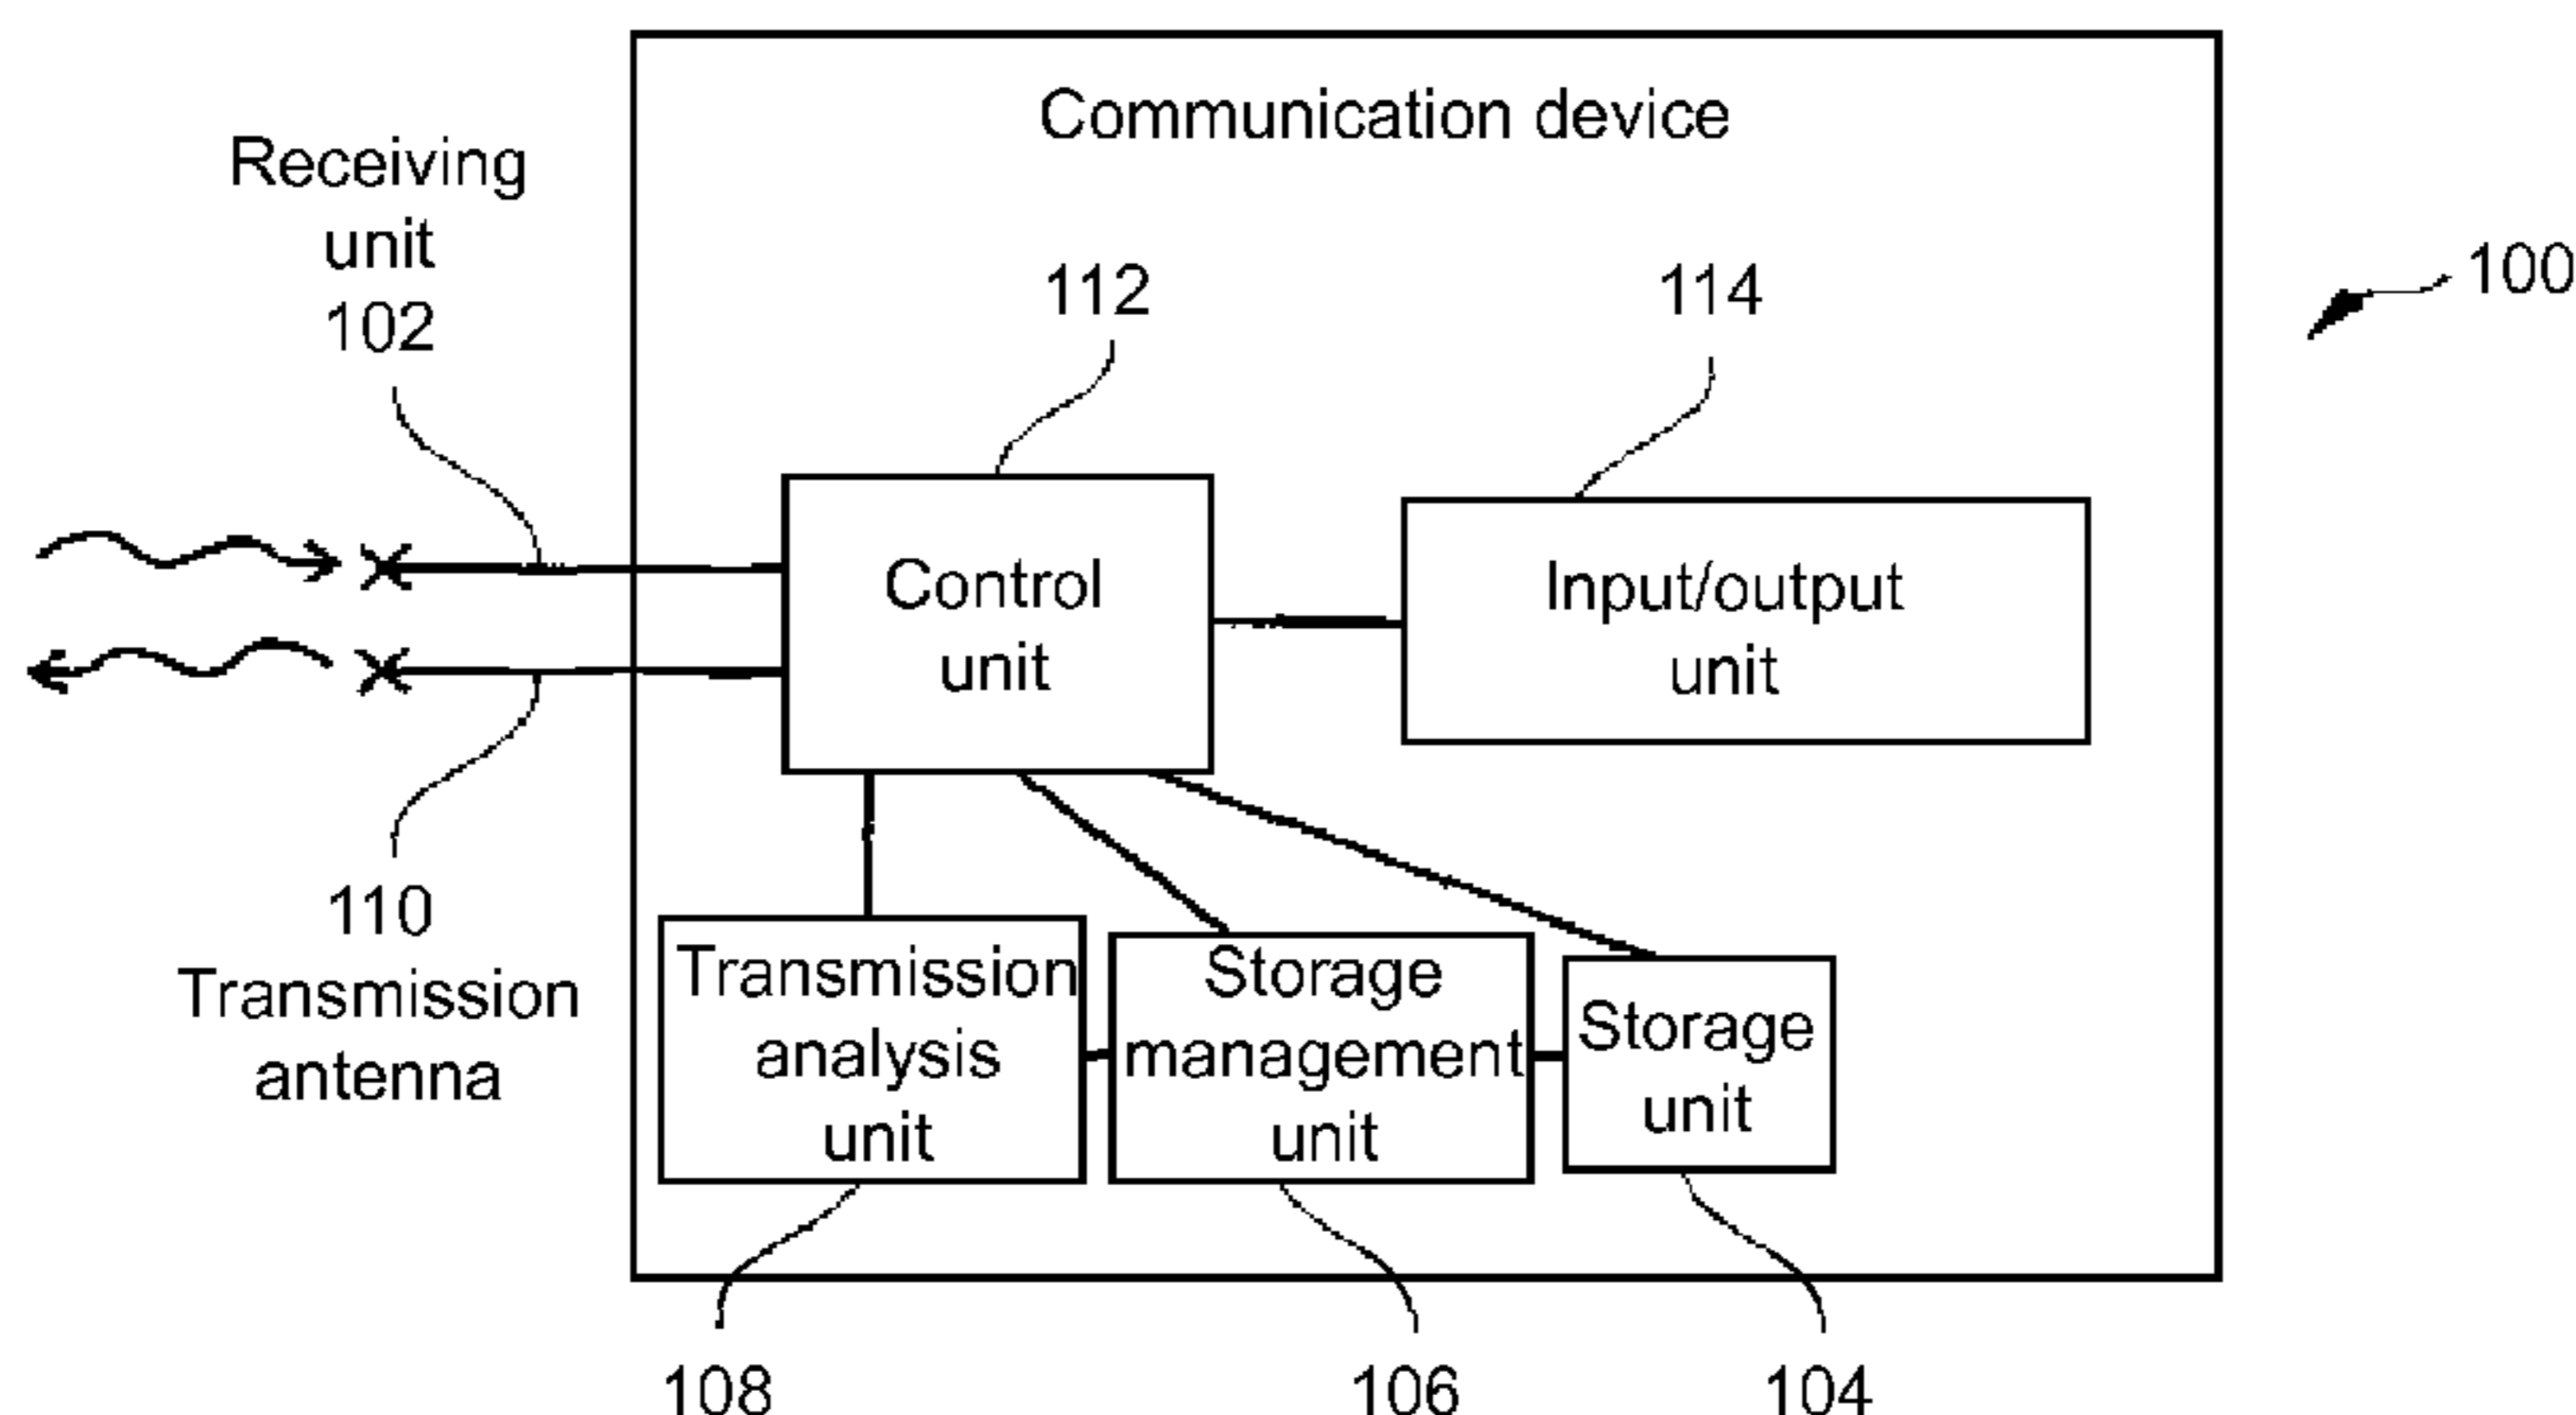 Communication device
Receiving
unit
102
112
114
100
Control
unit
Input/output
unit
110
Transmission
antenna
Transmission
analysis
unit
Storage
management
unit
Storage
unit
108
106
104